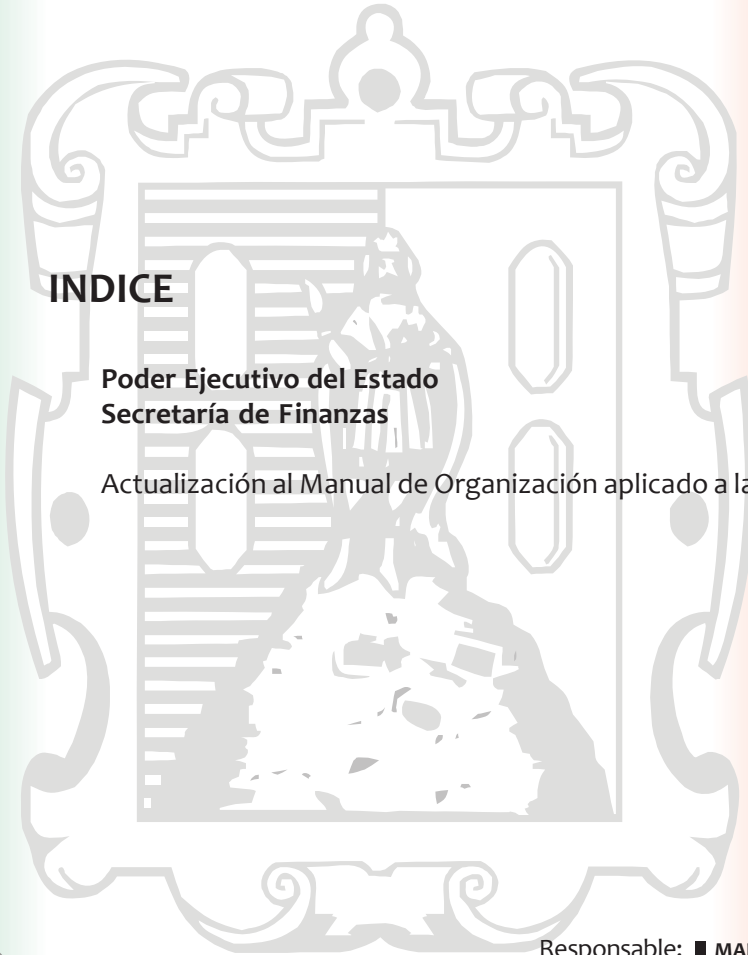 INDICE
Poder Ejecutivo del Estado
Secretaría de Finanzas
Actualización al Manual de Organización aplicado a la
Responsable: